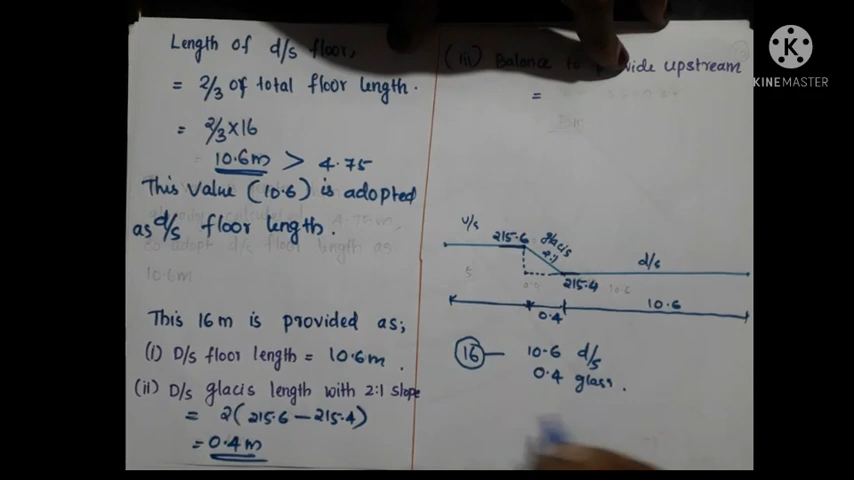 Length of d/s floor,
= 2/3 of total floor length.
= 2/3 × 16
10.6m > 4.75
This value (10.6) is adopted
as d/s floor length.
This 16m is provided as;
(i) D/s floor length = 10.6m.
(ii) D/s glacis length with 2:1 slope
= 2(215.6 - 215.4)
= 0.4m
(iii) Balance to provide upstream
=
U/s
215.6
glacis
2:1
d/s
215.4
0.4
10.6
16 — 10.6 d/s
0.4 glass.
K
KINEMASTER